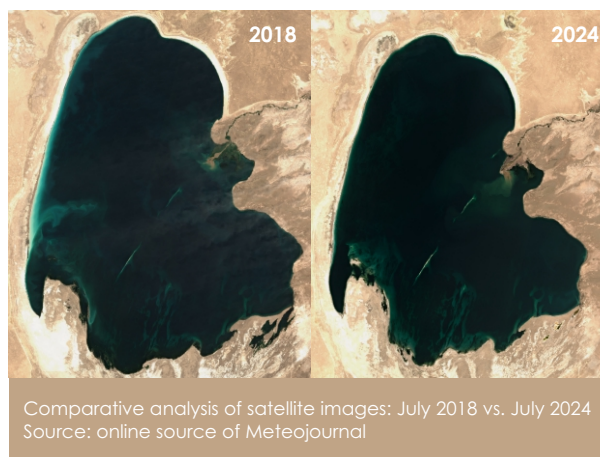 2018
2024
Comparative analysis of satellite images: July 2018 vs. July 2024
Source: online source of Meteojournal